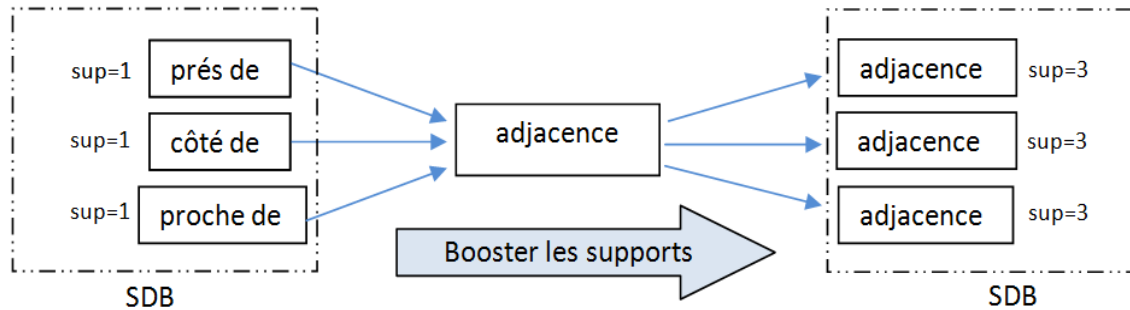 sup=1 prés de
sup=1 côté de
sup=1 proche de
SDB
adjacence
Booster les supports
adjacence sup=3
adjacence sup=3
adjacence sup=3
SDB